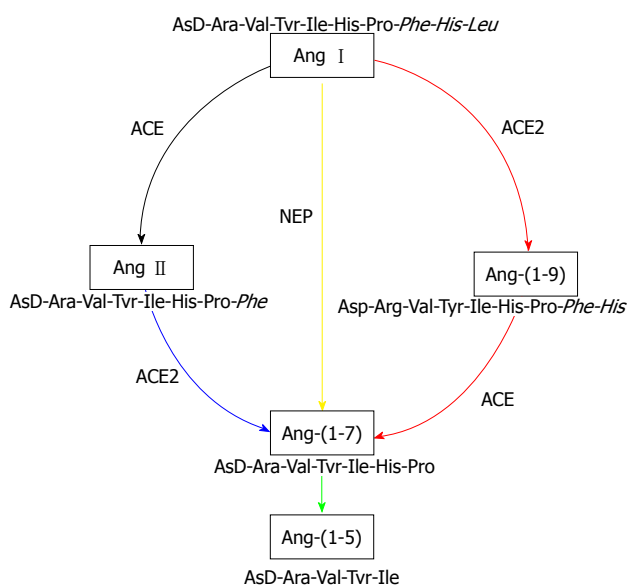 AsD-Ara-Val-Tvr-Ile-His-Pro-Phe-His-Leu
Ang Ⅰ
ACE
ACE2
NEP
Ang Ⅱ
Ang-(1-9)
AsD-Ara-Val-Tvr-Ile-His-Pro-Phe
Asp-Arg-Val-Tyr-Ile-His-Pro-Phe-His
ACE2
ACE
Ang-(1-7)
AsD-Ara-Val-Tvr-Ile-His-Pro
Ang-(1-5)
AsD-Ara-Val-Tvr-Ile